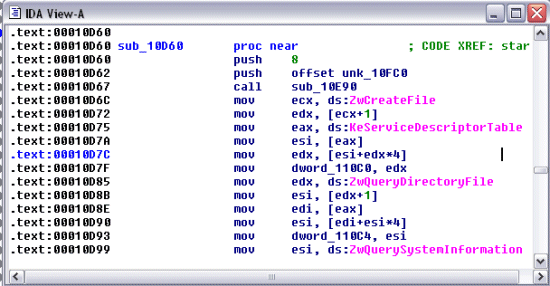 IDA View-A
.text:00010D60
.text:00010D60 sub_10D60 proc near ; CODE XREF: star
.text:00010D60 push 8
.text:00010D62 push offset unk_10FC0
.text:00010D67 call sub_10E90
.text:00010D6C mov ecx, ds:ZwCreateFile
.text:00010D72 mov edx, [ecx+1]
.text:00010D75 mov eax, ds:KeServiceDescriptorTable
.text:00010D7A mov esi, [eax]
.text:00010D7C mov edx, [esi+edx*4]
.text:00010D7F mov dword_110C0, edx
.text:00010D85 mov edx, ds:ZwQueryDirectoryFile
.text:00010D8B mov esi, [edx+1]
.text:00010D8E mov edi, [eax]
.text:00010D90 mov esi, [edi+esi*4]
.text:00010D93 mov dword_110C4, esi
.text:00010D99 mov esi, ds:ZwQuerySystemInformation